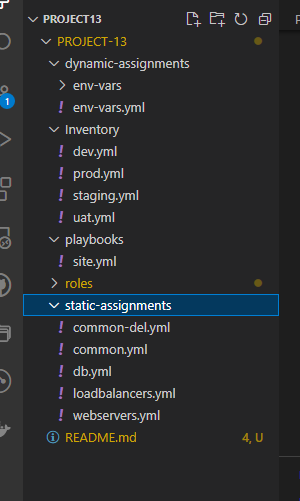 PROJECT13
PROJECT-13
dynamic-assignments
env-vars
! env-vars.yml
Inventory
! dev.yml
! prod.yml
! staging.yml
! uat.yml
playbooks
! site.yml
roles
static-assignments
! common-del.yml
! common.yml
! db.yml
! loadbalancers.yml
! webservers.yml
README.md 4, U
1